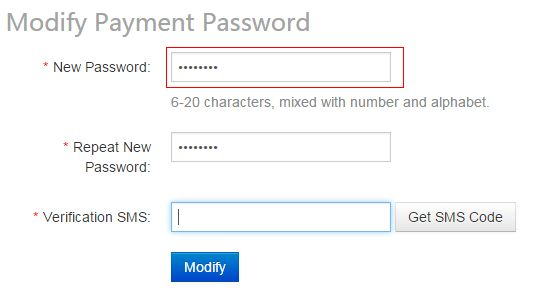 Modify Payment Password
* New Password: ••••••••
6-20 characters, mixed with number and alphabet.
* Repeat New
Password: ••••••••
* Verification SMS: Get SMS Code
Modify